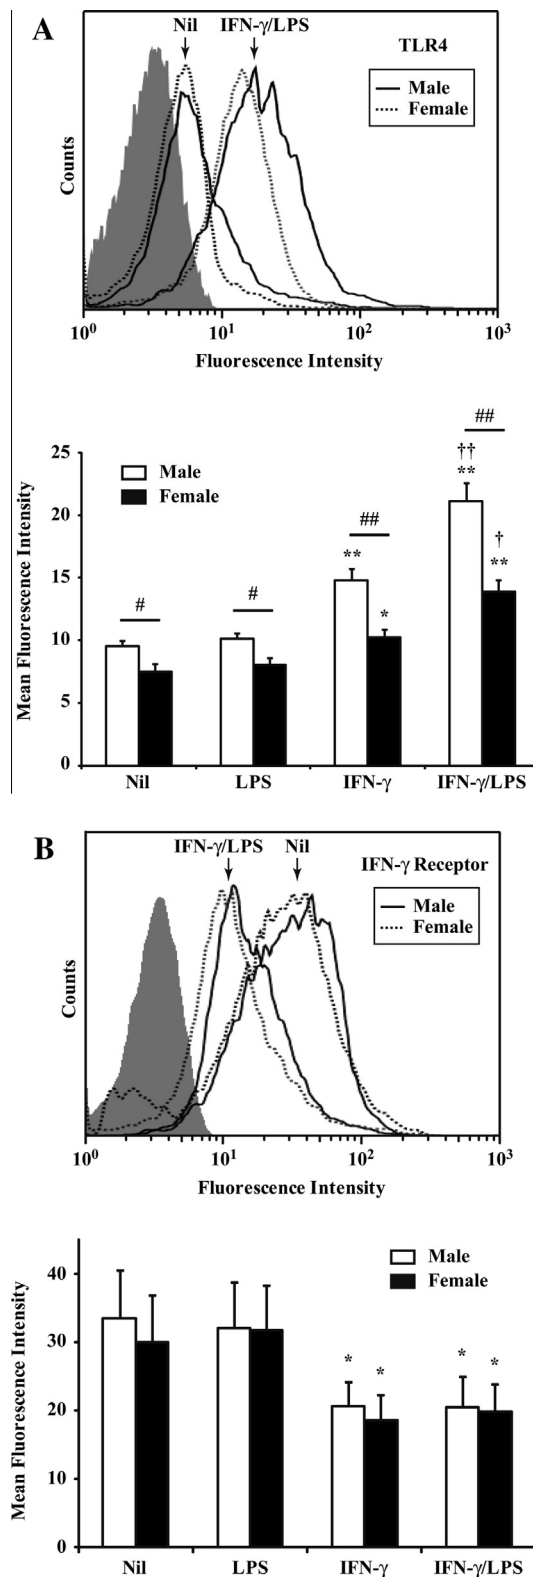 A
Nil IFN-γ/LPS
TLR4
Male
Female
Counts
10⁰ 10¹ 10² 10³
Fluorescence Intensity
Mean Fluorescence Intensity
25
20
15
10
5
0
Male
Female
#
#
##
**
*
##
††
**
†
**
Nil LPS IFN-γ IFN-γ/LPS
B
IFN-γ/LPS Nil
IFN-γ Receptor
Male
Female
Counts
10⁰ 10¹ 10² 10³
Fluorescence Intensity
Mean Fluorescence Intensity
40
30
20
10
0
Male
Female
* * * *
Nil LPS IFN-γ IFN-γ/LPS